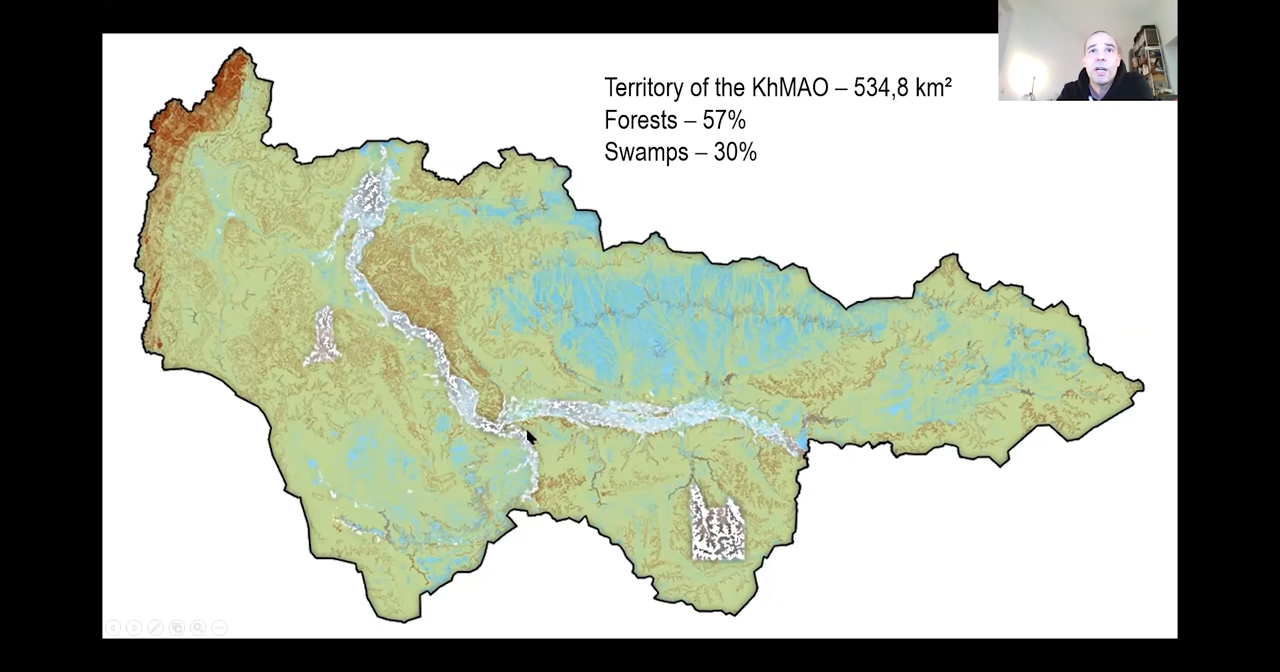 Territory of the KhMAO – 534,8 km²
Forests – 57%
Swamps – 30%